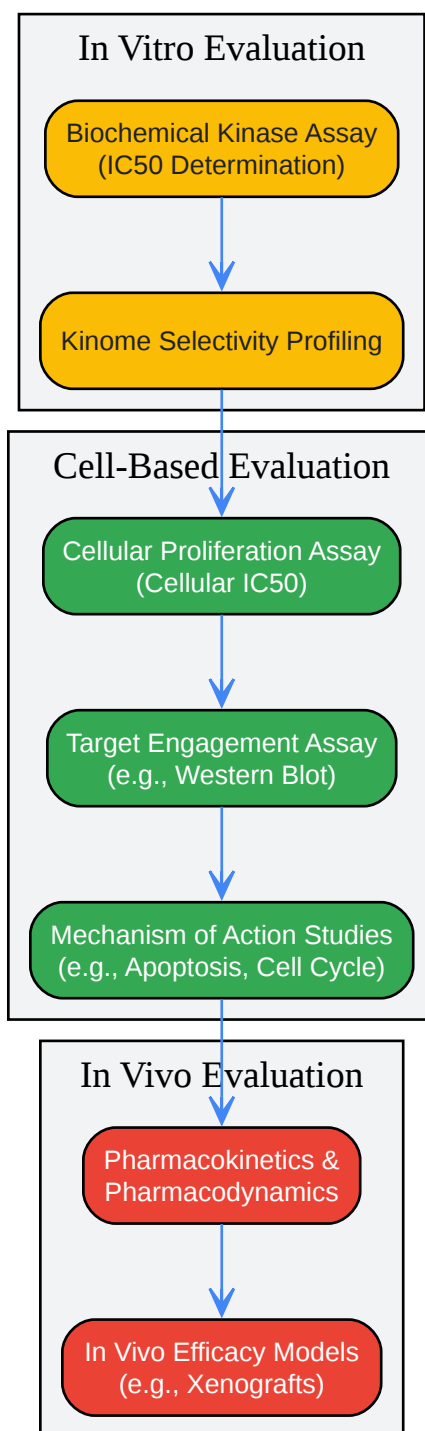 In Vitro Evaluation
Biochemical Kinase Assay
(IC50 Determination)
Kinome Selectivity Profiling
Cell-Based Evaluation
Cellular Proliferation Assay
(Cellular IC50)
Target Engagement Assay
(e.g., Western Blot)
Mechanism of Action Studies
(e.g., Apoptosis, Cell Cycle)
In Vivo Evaluation
Pharmacokinetics &
Pharmacodynamics
In Vivo Efficacy Models
(e.g., Xenografts)